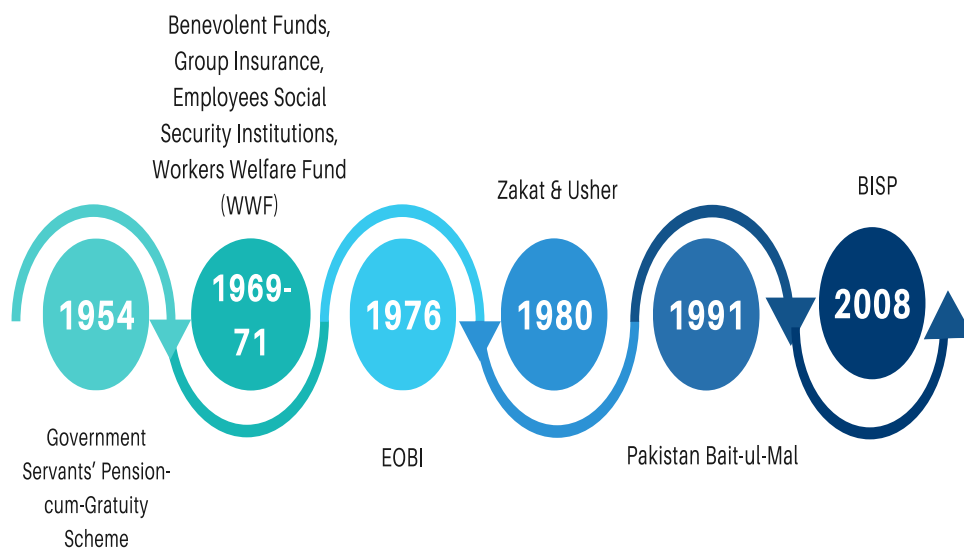 Benevolent Funds,
Group Insurance,
Employees Social
Security Institutions,
Workers Welfare Fund
(WWF)
Zakat & Usher
BISP
1954
1969-
71
1976
1980
1991
2008
Government
Servants’ Pension-
cum-Gratuity
Scheme
EOBI
Pakistan Bait-ul-Mal